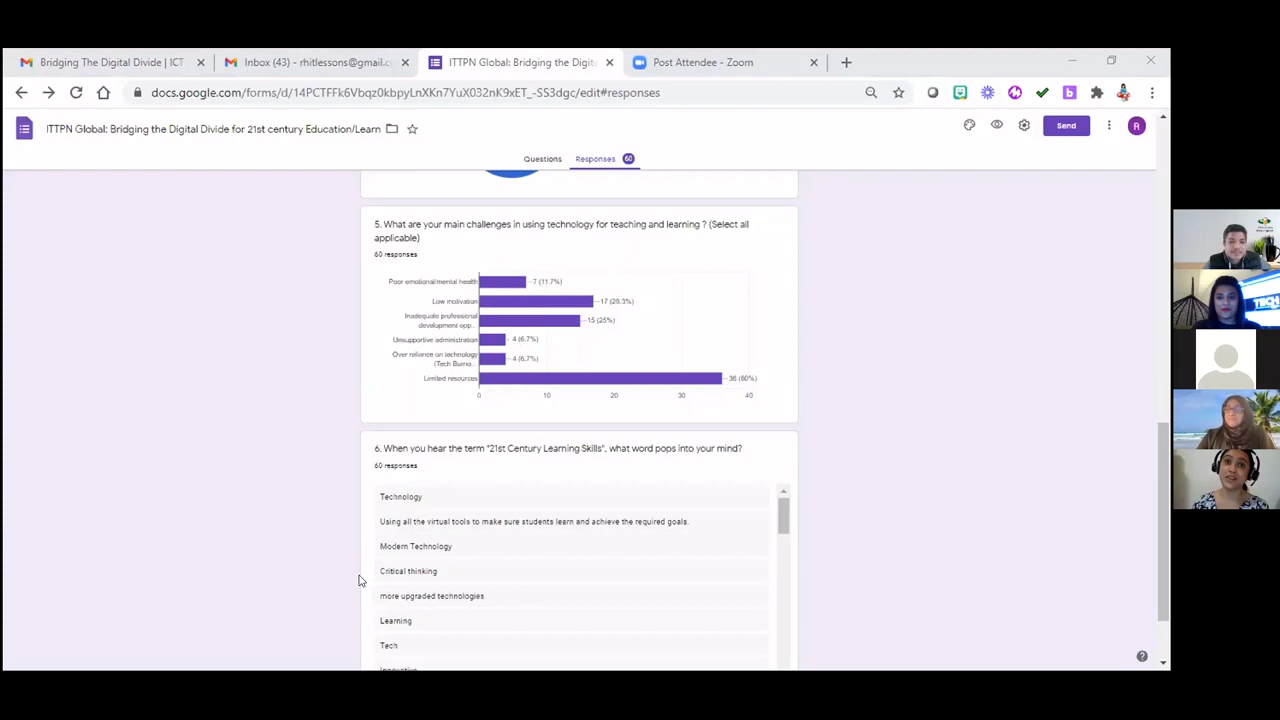 Bridging The Digital Divide | ICT
Inbox (43) - rhitlessons@gmail.c
ITTPN Global: Bridging the Digit
Post Attendee - Zoom
docs.google.com/forms/d/14PCTFFk6Vbqz0kbpyLnXKn7YuX032nK9xET_-SS3dgc/edit#responses
ITTPN Global: Bridging the Digital Divide for 21st century Education/Learn
Send
R
Questions
Responses 60
5. What are your main challenges in using technology for teaching and learning ? (Select all
applicable)
60 responses
Poor emotional/mental health 7 (11.7%)
Low motivation 17 (28.3%)
Inadequate professional
development opp... 15 (25%)
Unsupportive administration 4 (6.7%)
Over reliance on technology
(Tech Burno... 4 (6.7%)
Limited resources 36 (60%)
0 10 20 30 40
6. When you hear the term "21st Century Learning Skills", what word pops into your mind?
60 responses
Technology
Using all the virtual tools to make sure students learn and achieve the required goals.
Modern Technology
Critical thinking
more upgraded technologies
Learning
Tech
Innovative
TECH